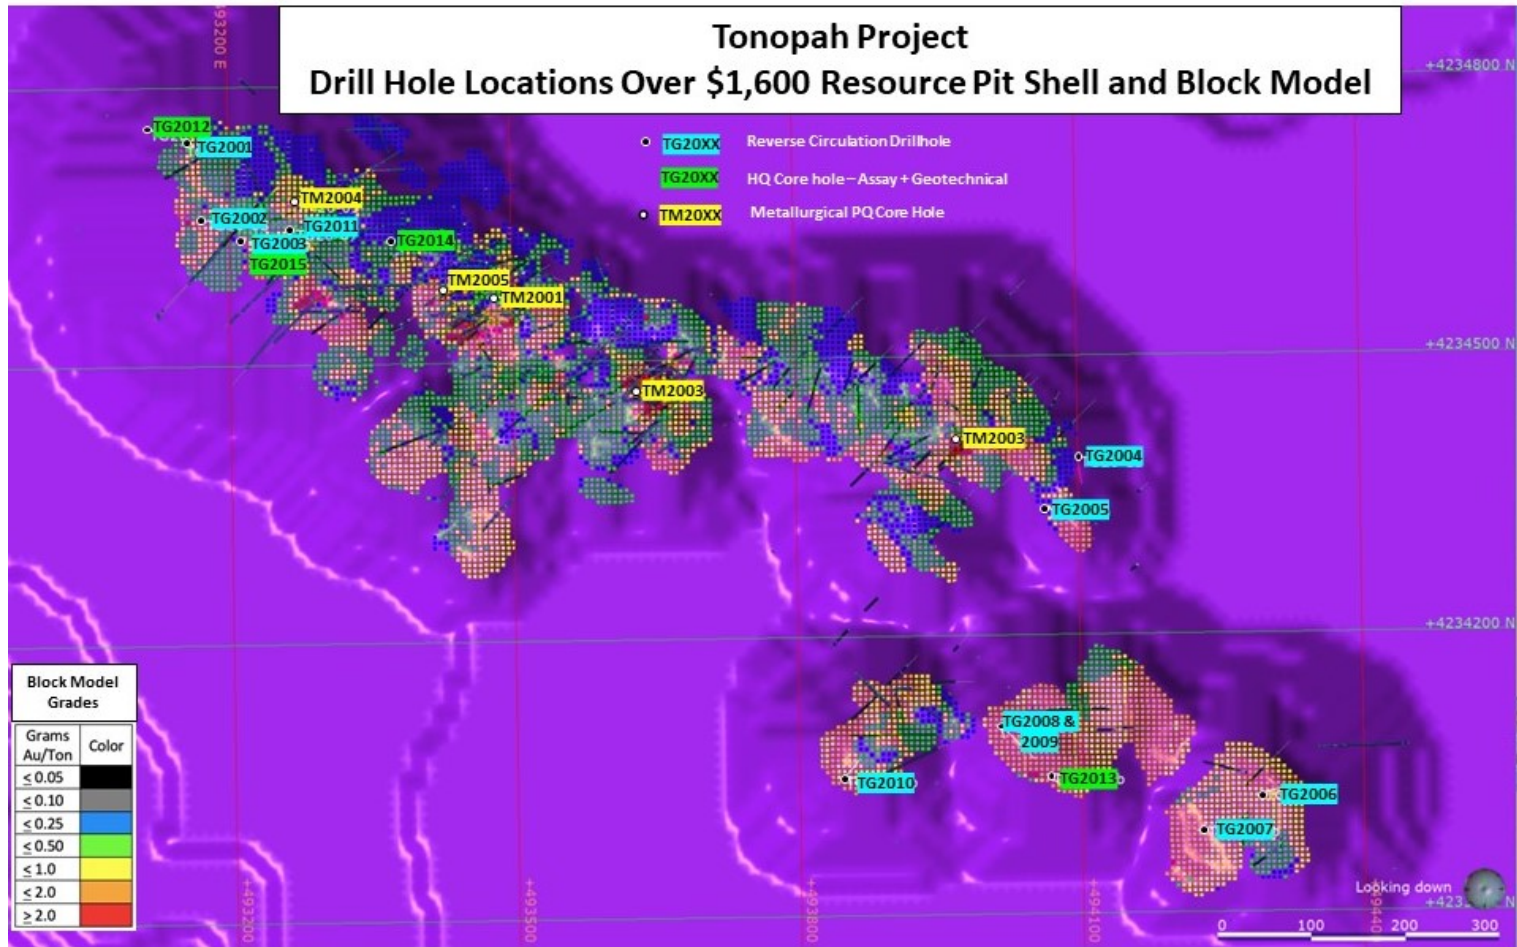 Tonopah Project
Drill Hole Locations Over $1,600 Resource Pit Shell and Block Model
+4234800 N
TG2012
TG2001
TG20XX Reverse Circulation Drillhole
TG20XX HQ Core hole – Assay + Geotechnical
TM20XX Metallurgical PQ Core Hole
TM2004
TG2002
TG2011
TG2003
TG2014
TG2015
TM2005
TM2001
+4234500 N
TM2003
TM2003
TG2004
TG2005
+4234200 N
TG2008 &
2009
TG2010
TG2013
TG2006
TG2007
Block Model
Grades
Grams
Au/Ton
Color
≤ 0.05
≤ 0.10
≤ 0.25
≤ 0.50
≤ 1.0
≤ 2.0
≥ 2.0
+493200
+493500
+493800
+494100
Looking down
0 100 200 300